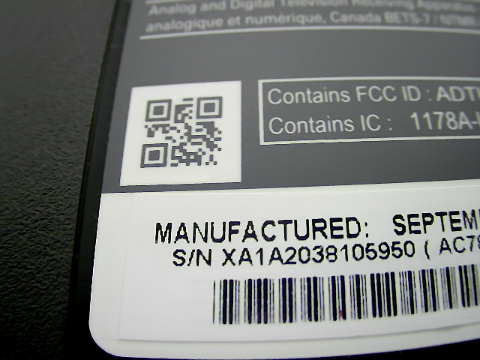 Analog and Digital Television Receiving Apparatus
analogique et numérique, Canada BETS-7 / NTMR-
Contains FCC ID : ADT
Contains IC : 1178A-
MANUFACTURED: SEPTEM
S/N XA1A2038105950 ( AC78